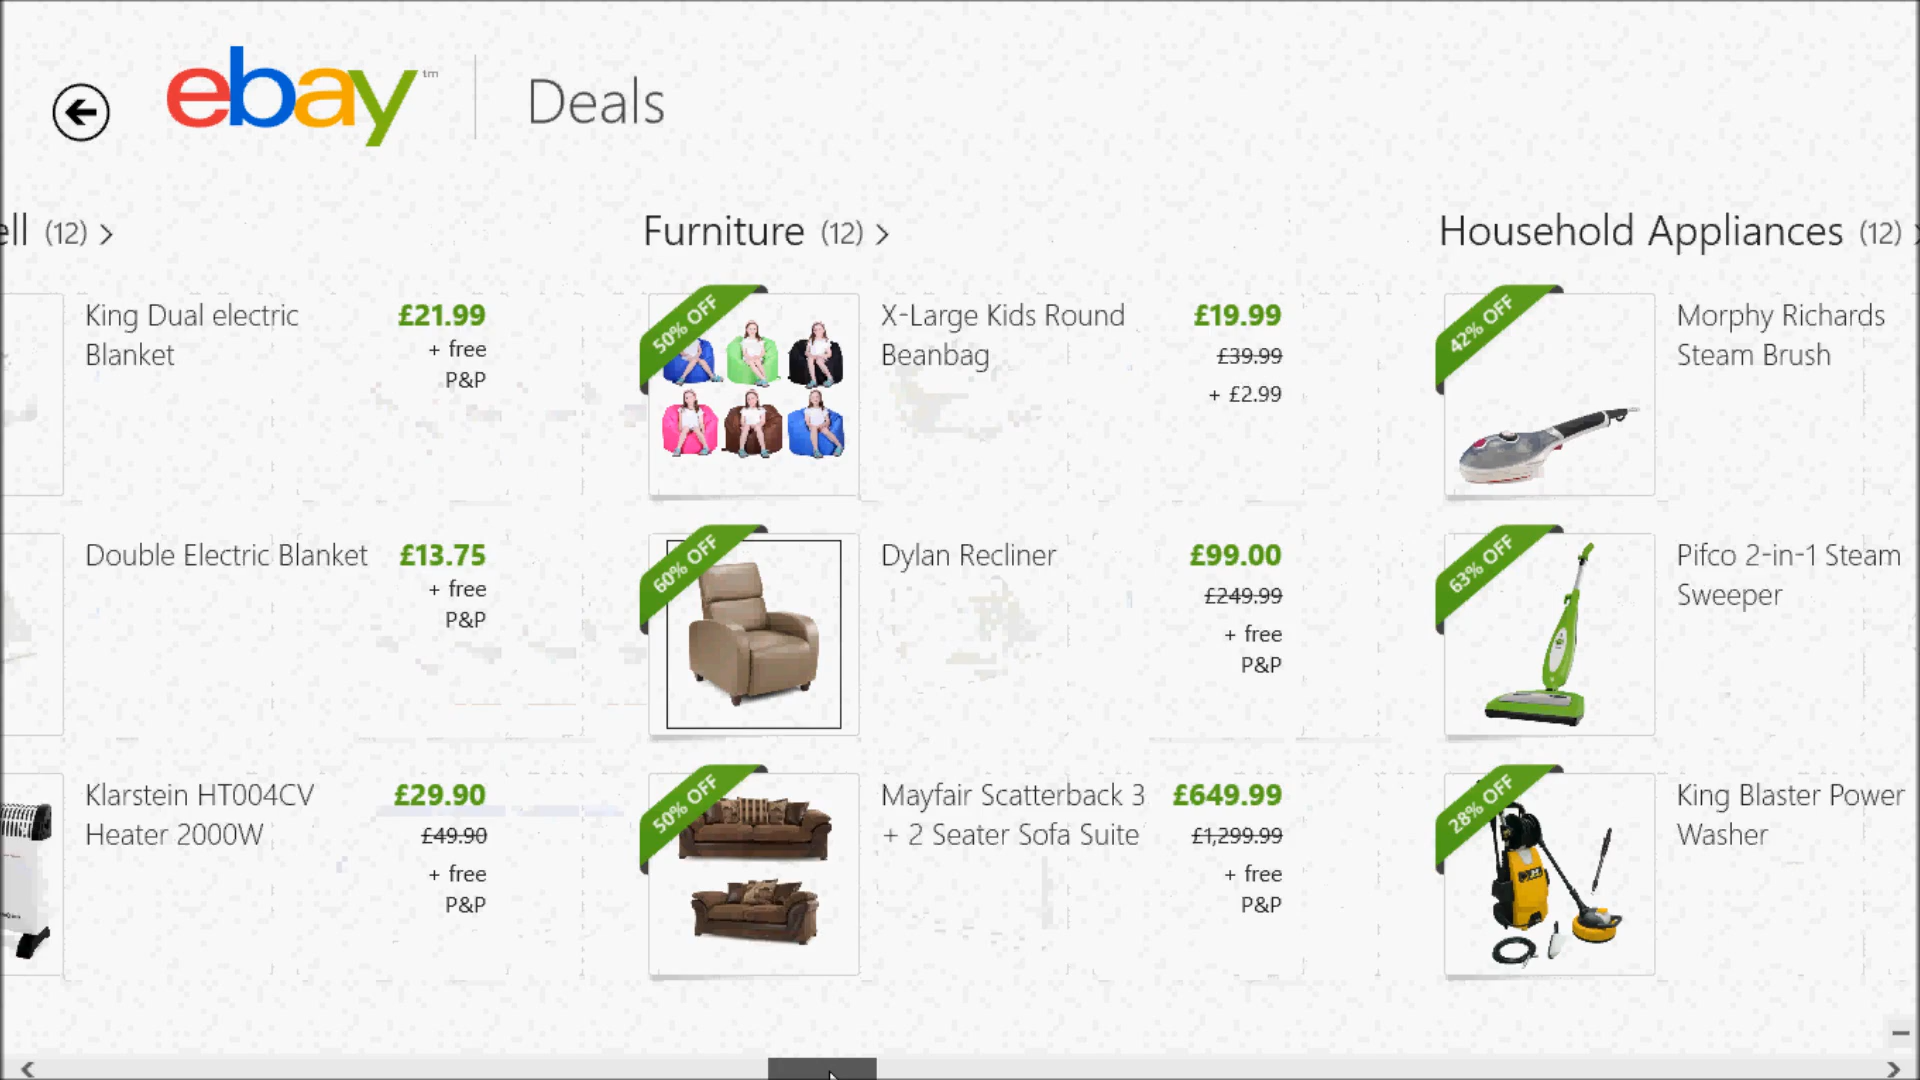 ebay™
Deals
ell (12)
King Dual electric
Blanket
£21.99
+ free
P&P
Double Electric Blanket
£13.75
+ free
P&P
Klarstein HT004CV
Heater 2000W
£29.90
£49.90
+ free
P&P
Furniture (12)
50% OFF
X-Large Kids Round
Beanbag
£19.99
£39.99
+ £2.99
60% OFF
Dylan Recliner
£99.00
£249.99
+ free
P&P
50% OFF
Mayfair Scatterback 3
+ 2 Seater Sofa Suite
£649.99
£1,299.99
+ free
P&P
Household Appliances (12)
42% OFF
Morphy Richards
Steam Brush
63% OFF
Pifco 2-in-1 Steam
Sweeper
28% OFF
King Blaster Power
Washer